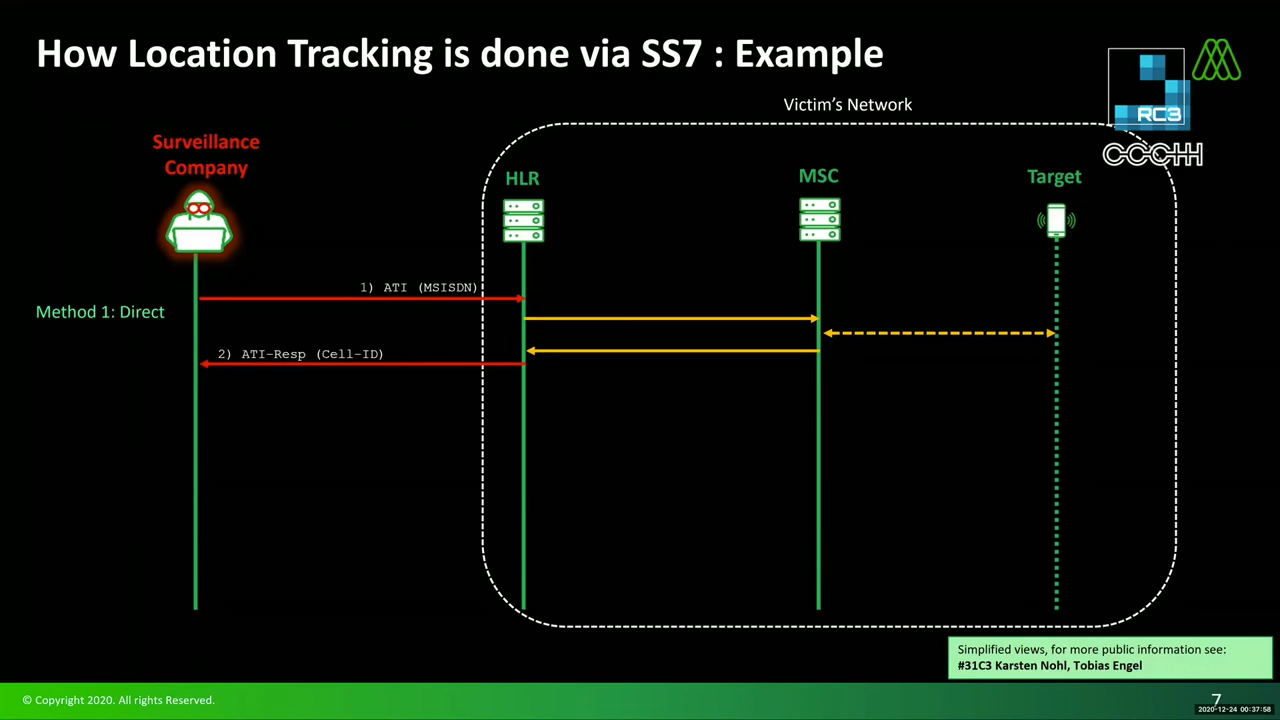 How Location Tracking is done via SS7 : Example
RC3
CCCHH
Victim's Network
Surveillance
Company
HLR
MSC
Target
1) ATI (MSISDN)
Method 1: Direct
2) ATI-Resp (Cell-ID)
Simplified views, for more public information see:
#31C3 Karsten Nohl, Tobias Engel
© Copyright 2020. All rights Reserved.
7
2020-12-24 00:37:58